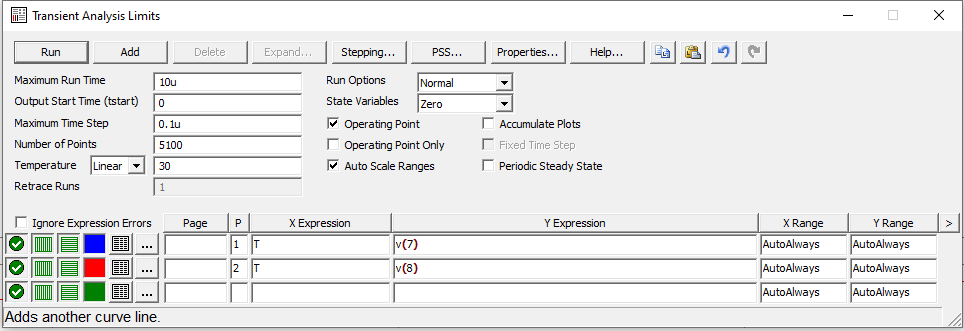 Transient Analysis Limits
Run Add Delete Expand... Stepping... PSS... Properties... Help...
Maximum Run Time 10u Run Options Normal
Output Start Time (tstart) 0 State Variables Zero
Maximum Time Step 0.1u Operating Point Accumulate Plots
Number of Points 5100 Operating Point Only Fixed Time Step
Temperature Linear 30 Auto Scale Ranges Periodic Steady State
Retrace Runs 1
Ignore Expression Errors Page P X Expression Y Expression X Range Y Range >
... 1 T v(7) AutoAlways AutoAlways
... 2 T v(8) AutoAlways AutoAlways
... AutoAlways AutoAlways
Adds another curve line.